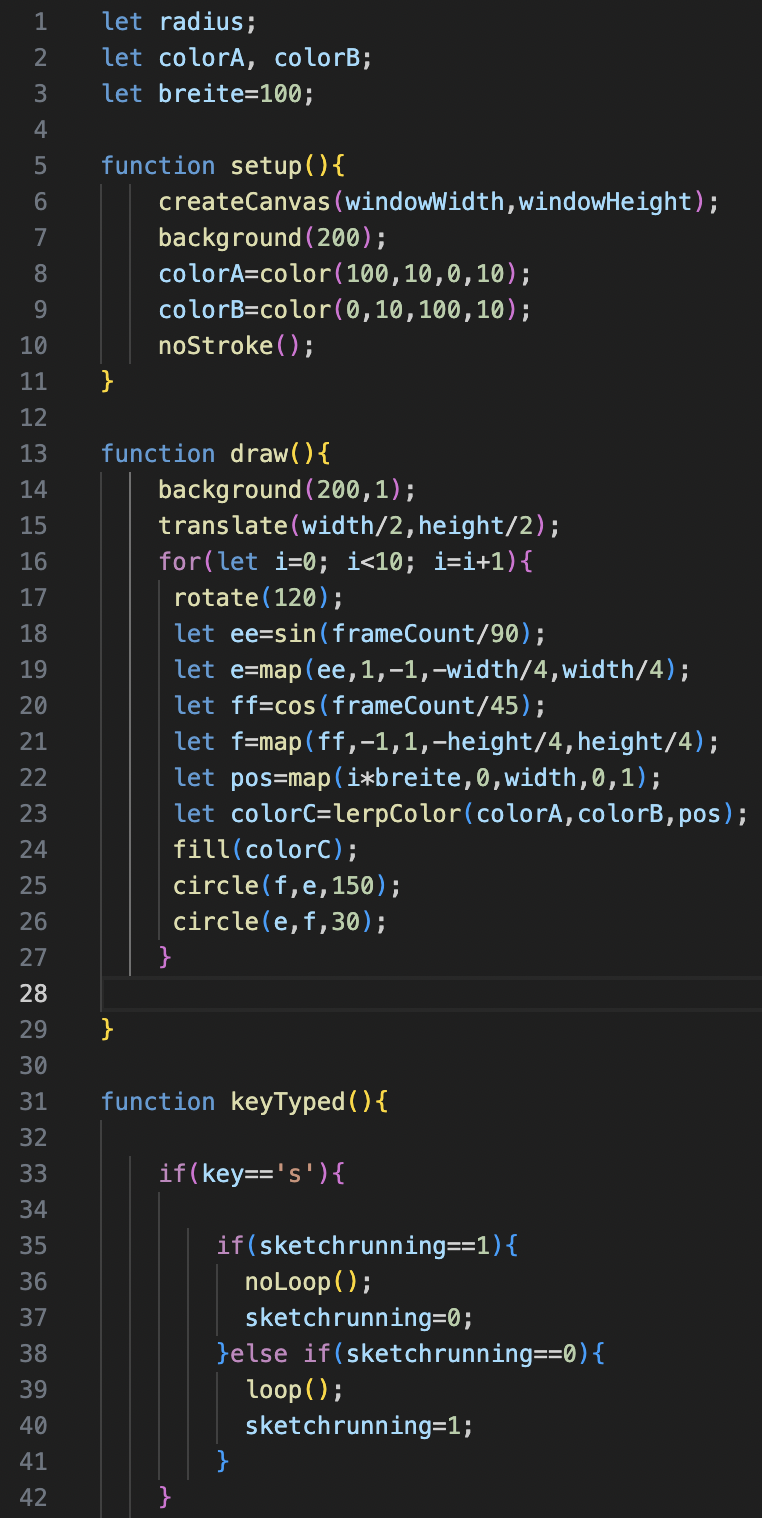 1 let radius;
2 let colorA, colorB;
3 let breite=100;
4
5 function setup(){
6 createCanvas(windowWidth,windowHeight);
7 background(200);
8 colorA=color(100,10,0,10);
9 colorB=color(0,10,100,10);
10 noStroke();
11 }
12
13 function draw(){
14 background(200,1);
15 translate(width/2,height/2);
16 for(let i=0; i<10; i=i+1){
17 rotate(120);
18 let ee=sin(frameCount/90);
19 let e=map(ee,1,-1,-width/4,width/4);
20 let ff=cos(frameCount/45);
21 let f=map(ff,-1,1,-height/4,height/4);
22 let pos=map(i*breite,0,width,0,1);
23 let colorC=lerpColor(colorA,colorB,pos);
24 fill(colorC);
25 circle(f,e,150);
26 circle(e,f,30);
27 }
28
29 }
30
31 function keyTyped(){
32
33 if(key=='s'){
34
35 if(sketchrunning==1){
36 noLoop();
37 sketchrunning=0;
38 }else if(sketchrunning==0){
39 loop();
40 sketchrunning=1;
41 }
42 }